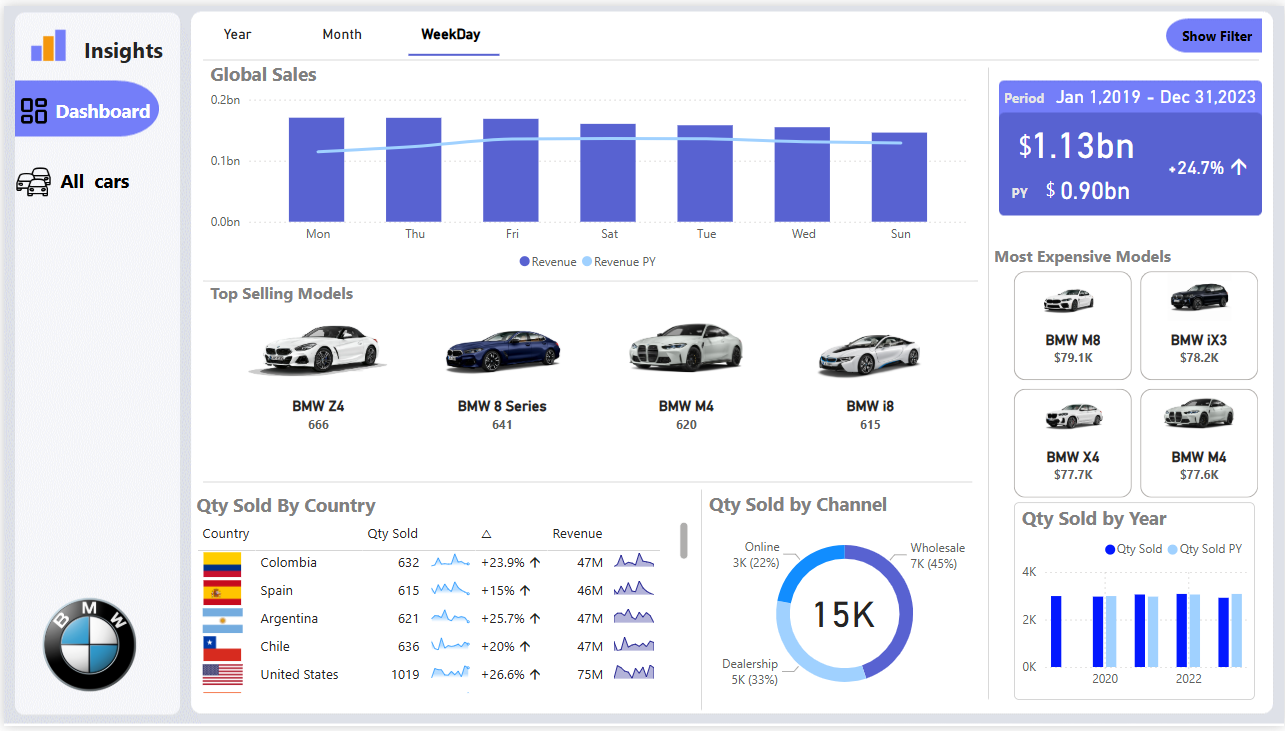 Insights
Dashboard
All cars
BMW
Year Month WeekDay
Show Filter
Global Sales
0.2bn
0.1bn
0.0bn
Mon Thu Fri Sat Tue Wed Sun
Revenue Revenue PY
Period Jan 1,2019 - Dec 31,2023
$1.13bn
+24.7%
PY $ 0.90bn
Top Selling Models
BMW Z4 BMW 8 Series BMW M4 BMW i8
666 641 620 615
Most Expensive Models
BMW M8 BMW iX3
$79.1K $78.2K
BMW X4 BMW M4
$77.7K $77.6K
Qty Sold By Country
Country Qty Sold △ Revenue
Colombia 632 +23.9% ↑ 47M
Spain 615 +15% ↑ 46M
Argentina 621 +25.7% ↑ 47M
Chile 636 +20% ↑ 47M
United States 1019 +26.6% ↑ 75M
Qty Sold by Channel
Online
3K (22%)
Wholesale
7K (45%)
15K
Dealership
5K (33%)
Qty Sold by Year
Qty Sold Qty Sold PY
4K
2K
0K
2020 2022